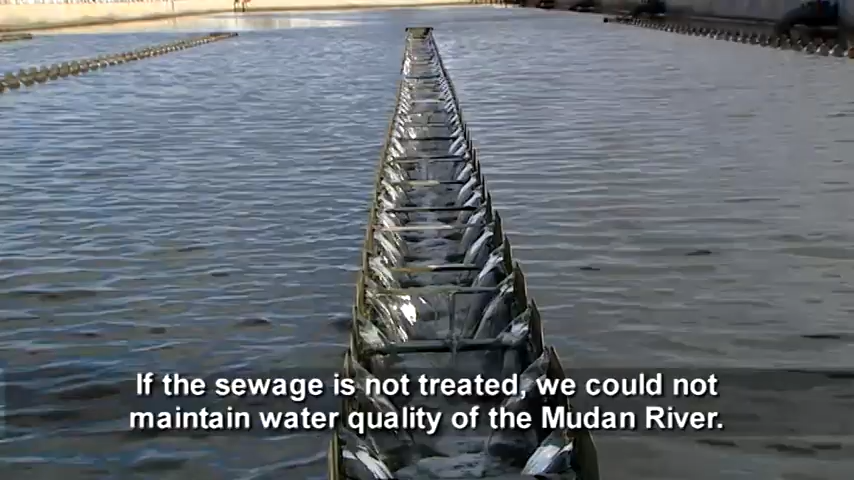 If the sewage is not treated, we could not
maintain water quality of the Mudan River.